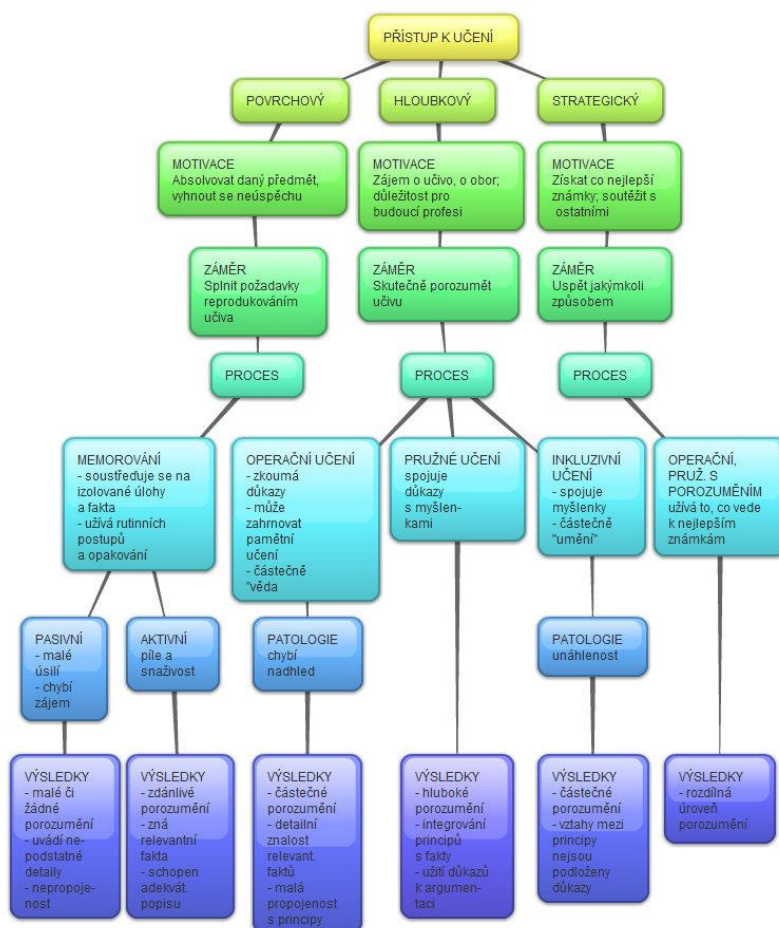 PŘÍSTUP K UČENÍ
POVRCHOVÝ
HLOUBKOVÝ
STRATEGICKÝ
MOTIVACE
Absolvovat daný předmět,
vyhnout se neúspěchu
MOTIVACE
Zájem o učivo, o obor;
důležitost pro
budoucí profesi
MOTIVACE
Získat co nejlepší
známky; soutěžit s
ostatními
ZÁMĚR
Splnit požadavky
reprodukováním
učiva
ZÁMĚR
Skutečně porozumět
učivu
ZÁMĚR
Uspět jakýmkoli
způsobem
PROCES
PROCES
PROCES
MEMOROVÁNÍ
- soustřeďuje se na
izolované úlohy
a fakta
- užívá rutinních
postupů
a opakování
OPERAČNÍ UČENÍ
- zkoumá
důkazy
- může
zahrnovat
pamětní
učení
- částečně
"věda
PRUŽNÉ UČENÍ
spojuje
důkazy
s myšlen-
kami
INKLUZIVNÍ
UČENÍ
- spojuje
myšlenky
- částečně
"umění"
OPERAČNÍ,
PRUŽ. S
POROZUMĚNÍM
užívá to, co vede
k nejlepším
známkám
PASIVNÍ
- malé
úsilí
- chybí
zájem
AKTIVNÍ
píle a
snaživost
PATOLOGIE
chybí
nadhled
PATOLOGIE
unáhlenost
VÝSLEDKY
- malé či
žádné
porozumění
- uvádí ne-
podstatné
detaily
- nepropoje-
nost
VÝSLEDKY
- zdánlivé
porozumění
- zná
relevantní
fakta
- schopen
adekvát.
popisu
VÝSLEDKY
- částečné
porozumění
- detailní
znalost
relevant.
faktů
- malá
propojenost
s principy
VÝSLEDKY
- hluboké
porozumění
- integrování
principů
s fakty
- užití důkazů
k argumen-
taci
VÝSLEDKY
- částečné
porozumění
- vztahy mezi
principy
nejsou
podloženy
důkazy
VÝSLEDKY
- rozdílná
úroveň
porozumění